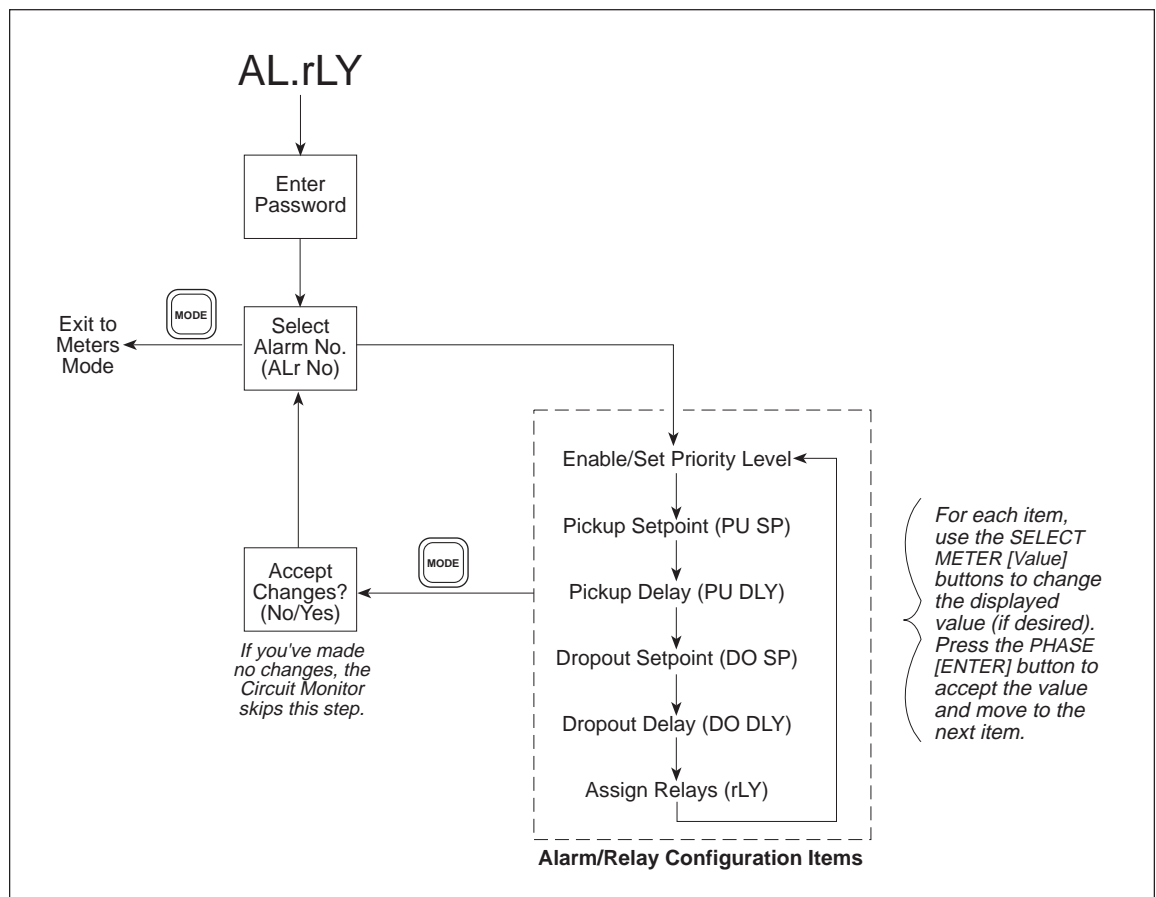 AL.rLY
Enter
Password
MODE
Exit to
Meters
Mode
Select
Alarm No.
(ALr No)
Enable/Set Priority Level
Pickup Setpoint (PU SP)
Pickup Delay (PU DLY)
Dropout Setpoint (DO SP)
Dropout Delay (DO DLY)
Assign Relays (rLY)
Alarm/Relay Configuration Items
For each item,
use the SELECT
METER [Value]
buttons to change
the displayed
value (if desired).
Press the PHASE
[ENTER] button to
accept the value
and move to the
next item.
MODE
Accept
Changes?
(No/Yes)
If you've made
no changes, the
Circuit Monitor
skips this step.